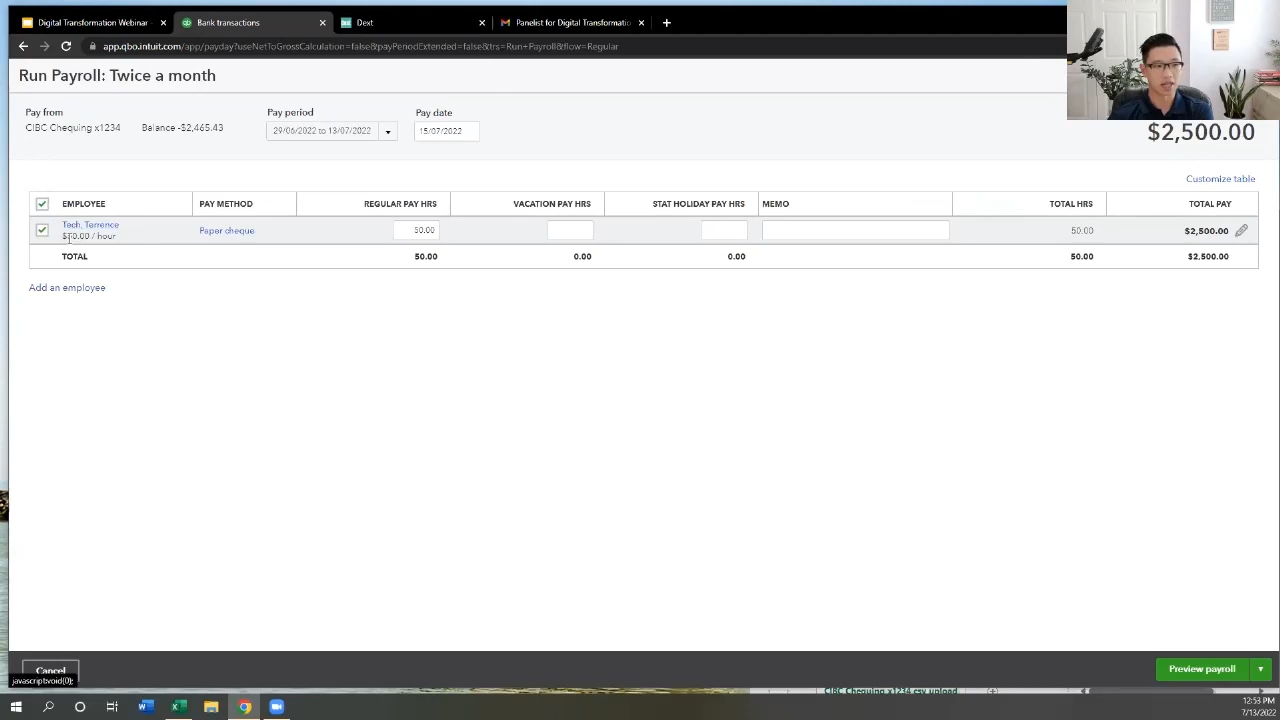 Digital Transformation Webinar -
Bank transactions
Dext
Panelist for Digital Transformatio
app.qbo.intuit.com/app/payday?useNetToGrossCalculation=false&payPeriodExtended=false&trs=Run+Payroll&flow=Regular
Run Payroll: Twice a month
Pay from
Pay period
Pay date
CIBC Chequing x1234
Balance -$2,465.43
29/06/2022 to 13/07/2022
15/07/2022
$2,500.00
Customize table
EMPLOYEE
PAY METHOD
REGULAR PAY HRS
VACATION PAY HRS
STAT HOLIDAY PAY HRS
MEMO
TOTAL HRS
TOTAL PAY
Tech, Terrence
$50.00 / hour
Paper cheque
50.00
50.00
$2,500.00
TOTAL
50.00
0.00
0.00
50.00
$2,500.00
Add an employee
Cancel
Preview payroll
javascript:void(0);
CIBC Chequing x1234 csv upload
12:53 PM
7/13/2022